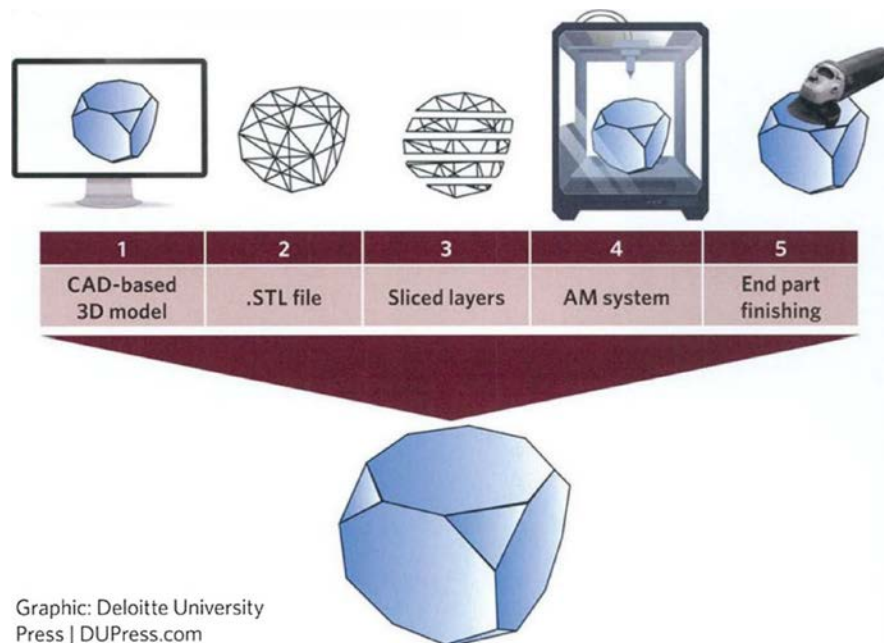 1
2
3
4
5
CAD-based
3D model
.STL file
Sliced layers
AM system
End part
finishing
Graphic: Deloitte University
Press | DUPress.com